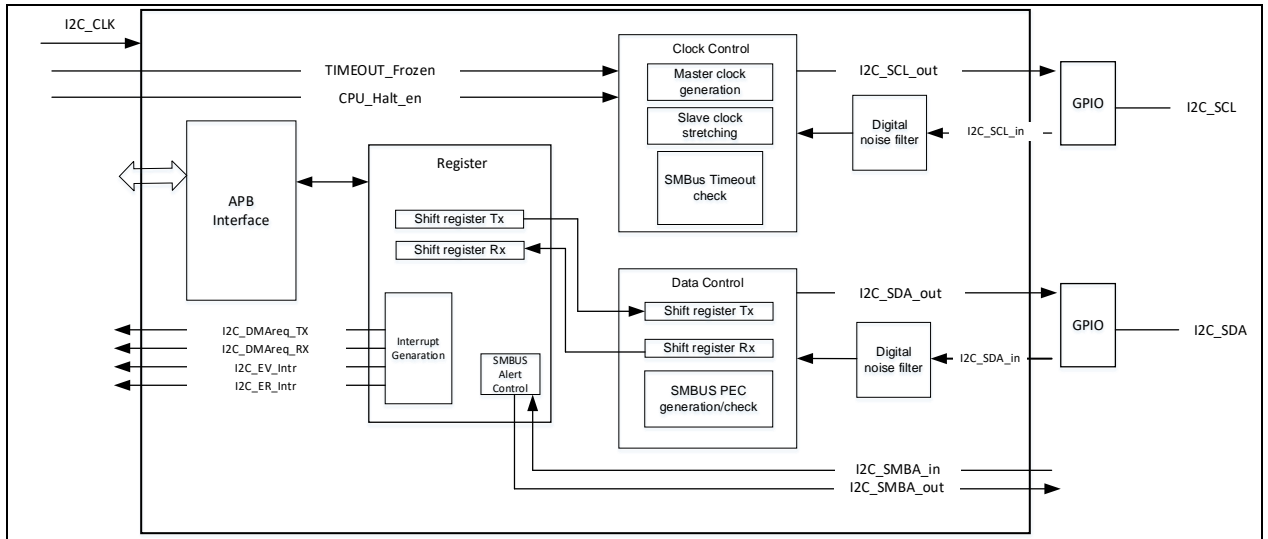 I2C_CLK
TIMEOUT_Frozen
CPU_Halt_en
Clock Control
Master clock
generation
Slave clock
stretching
SMBus Timeout
check
I2C_SCL_out
Digital
noise filter
I2C_SCL_in
GPIO
I2C_SCL
APB
Interface
Register
Shift register Tx
Shift register Rx
Interrupt
Genaration
SMBUS
Alert
Control
I2C_DMAreq_TX
I2C_DMAreq_RX
I2C_EV_Intr
I2C_ER_Intr
Data Control
Shift register Tx
Shift register Rx
SMBUS PEC
generation/check
I2C_SDA_out
Digital
noise filter
I2C_SDA_in
GPIO
I2C_SDA
I2C_SMBA_in
I2C_SMBA_out